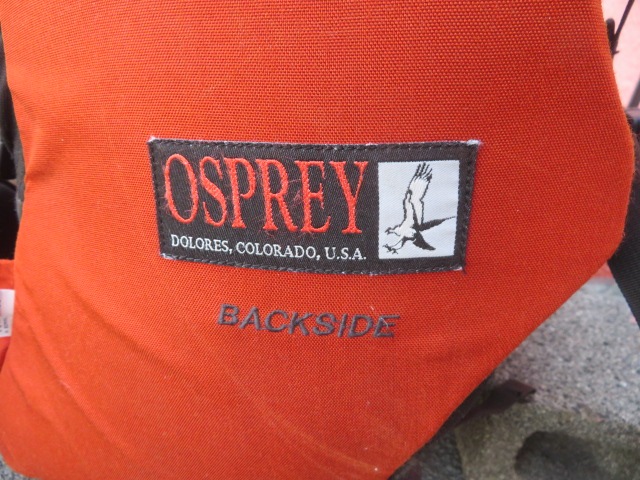 OSPREY
DOLORES, COLORADO, U.S.A.
BACKSIDE